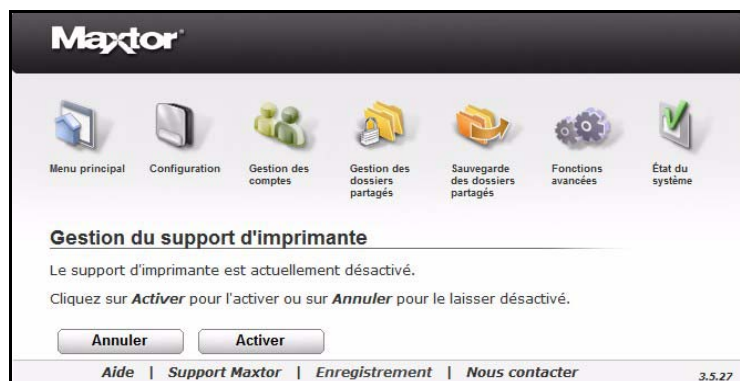 Maxtor
Menu principal
Configuration
Gestion des
comptes
Gestion des
dossiers
partagés
Sauvegarde
des dossiers
partagés
Fonctions
avancées
État du
système
Gestion du support d'imprimante
Le support d'imprimante est actuellement désactivé.
Cliquez sur Activer pour l'activer ou sur Annuler pour le laisser désactivé.
Annuler Activer
Aide | Support Maxtor | Enregistrement | Nous contacter 3.5.27